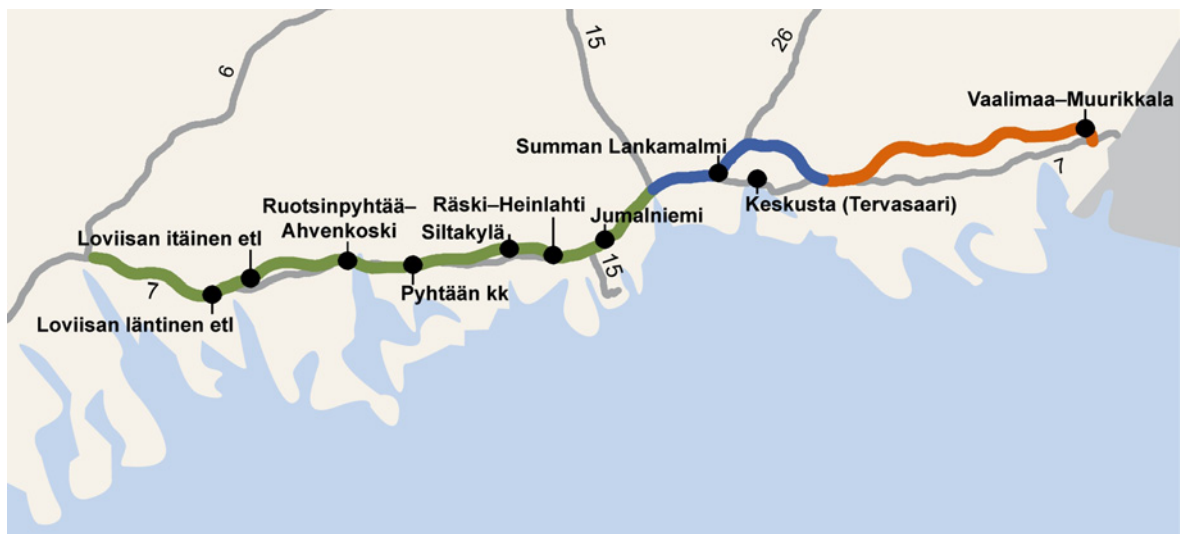 6
15
26
Vaalimaa–Muurikkala
Summan Lankamalmi
7
Keskusta (Tervasaari)
Ruotsinpyhtää–
Ahvenkoski
Räski–Heinlahti
Siltakylä
Jumalniemi
Loviisan itäinen etl
15
7
Pyhtään kk
Loviisan läntinen etl